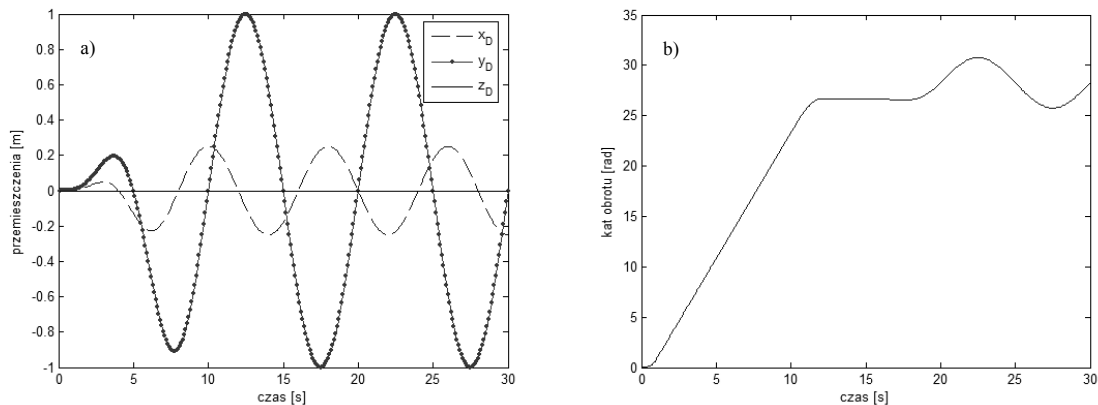 a)
x_D
y_D
z_D
1
0.8
0.6
0.4
0.2
0
-0.2
-0.4
-0.6
-0.8
-1
przemieszczenia [m]
0 5 10 15 20 25 30
czas [s]
b)
35
30
25
20
15
10
5
0
kat obrotu [rad]
0 5 10 15 20 25 30
czas [s]